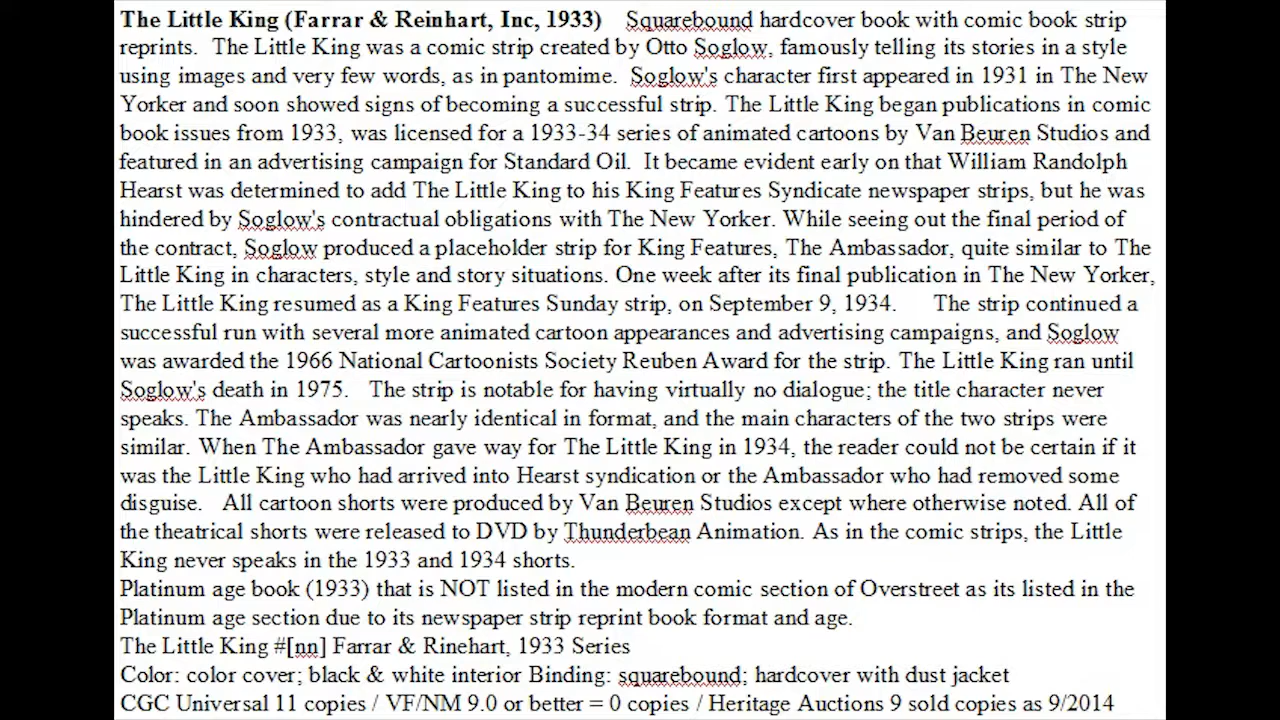 The Little King (Farrar & Reinhart, Inc, 1933) Squarebound hardcover book with comic book strip
reprints. The Little King was a comic strip created by Otto Soglow, famously telling its stories in a style
using images and very few words, as in pantomime. Soglow's character first appeared in 1931 in The New
Yorker and soon showed signs of becoming a successful strip. The Little King began publications in comic
book issues from 1933, was licensed for a 1933-34 series of animated cartoons by Van Beuren Studios and
featured in an advertising campaign for Standard Oil. It became evident early on that William Randolph
Hearst was determined to add The Little King to his King Features Syndicate newspaper strips, but he was
hindered by Soglow's contractual obligations with The New Yorker. While seeing out the final period of
the contract, Soglow produced a placeholder strip for King Features, The Ambassador, quite similar to The
Little King in characters, style and story situations. One week after its final publication in The New Yorker,
The Little King resumed as a King Features Sunday strip, on September 9, 1934. The strip continued a
successful run with several more animated cartoon appearances and advertising campaigns, and Soglow
was awarded the 1966 National Cartoonists Society Reuben Award for the strip. The Little King ran until
Soglow's death in 1975. The strip is notable for having virtually no dialogue; the title character never
speaks. The Ambassador was nearly identical in format, and the main characters of the two strips were
similar. When The Ambassador gave way for The Little King in 1934, the reader could not be certain if it
was the Little King who had arrived into Hearst syndication or the Ambassador who had removed some
disguise. All cartoon shorts were produced by Van Beuren Studios except where otherwise noted. All of
the theatrical shorts were released to DVD by Thunderbean Animation. As in the comic strips, the Little
King never speaks in the 1933 and 1934 shorts.
Platinum age book (1933) that is NOT listed in the modern comic section of Overstreet as its listed in the
Platinum age section due to its newspaper strip reprint book format and age.
The Little King #[nn] Farrar & Rinehart, 1933 Series
Color: color cover; black & white interior Binding: squarebound; hardcover with dust jacket
CGC Universal 11 copies / VF/NM 9.0 or better = 0 copies / Heritage Auctions 9 sold copies as 9/2014